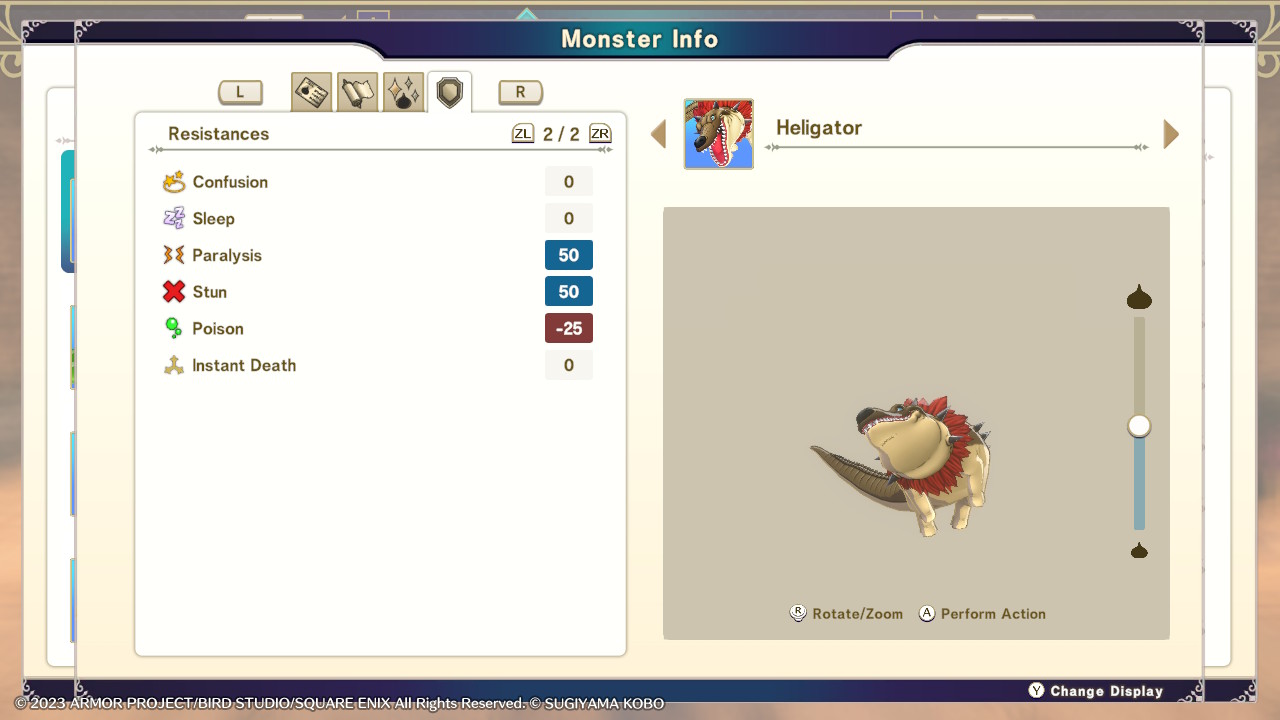 Monster Info
L
R
Resistances
ZL 2 / 2 ZR
Confusion 0
Sleep 0
Paralysis 50
Stun 50
Poison -25
Instant Death 0
Heligator
R Rotate/Zoom A Perform Action
Y Change Display
© 2023 ARMOR PROJECT/BIRD STUDIO/SQUARE ENIX All Rights Reserved. © SUGIYAMA KOBO